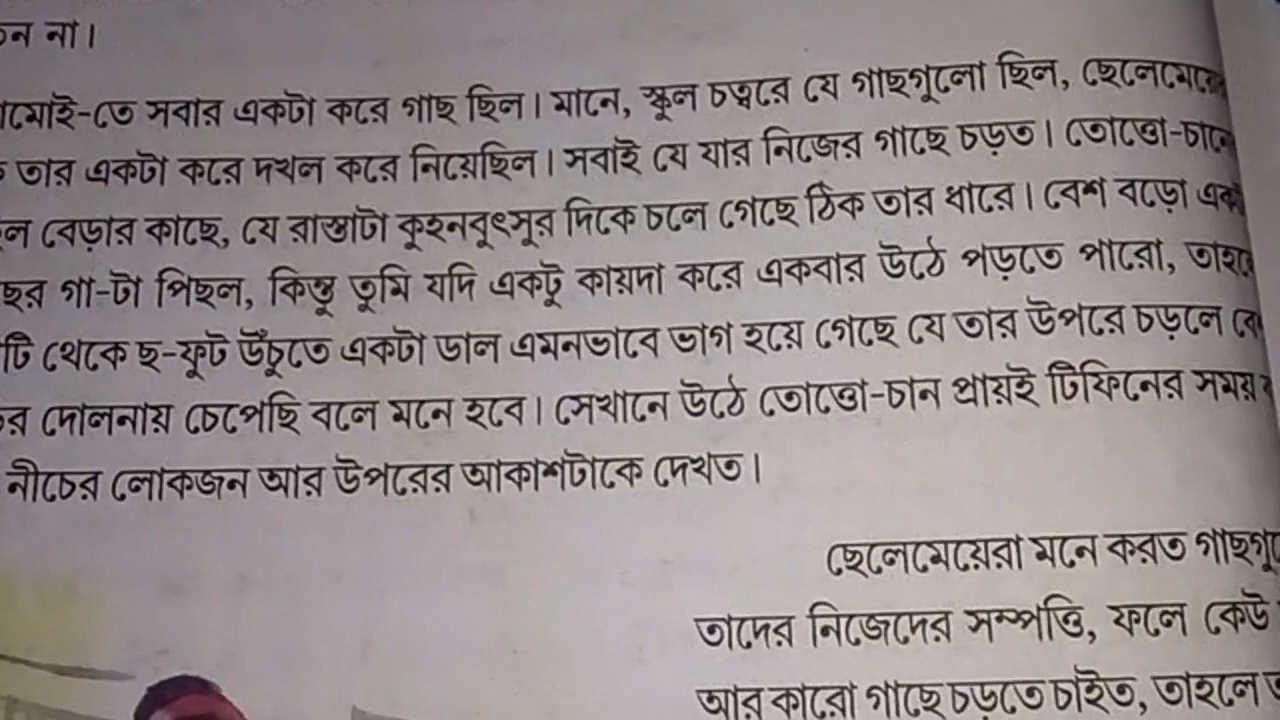 ন না।
মোই-তে সবার একটা করে গাছ ছিল। মানে, স্কুল চত্বরে যে গাছগুলো ছিল, ছেলেমেয়ে
তার একটা করে দখল করে নিয়েছিল। সবাই যে যার নিজের গাছে চড়ত। তোত্তো-চানে
ল বেড়ার কাছে, যে রাস্তাটা কুহনবুৎসুর দিকে চলে গেছে ঠিক তার ধারে। বেশ বড়ো এক
ছর গা-টা পিছল, কিন্তু তুমি যদি একটু কায়দা করে একবার উঠে পড়তে পারো, তাহলে
টি থেকে ছ-ফুট উঁচুতে একটা ডাল এমনভাবে ভাগ হয়ে গেছে যে তার উপরে চড়লে
র দোলনায় চেপেছি বলে মনে হবে। সেখানে উঠে তোত্তো-চান প্রায়ই টিফিনের সময়
নীচের লোকজন আর উপরের আকাশটাকে দেখত।
ছেলেমেয়েরা মনে করত গাছগু
তাদের নিজেদের সম্পত্তি, ফলে কেউ
আর কারো গাছে চড়তে চাইত, তাহলে